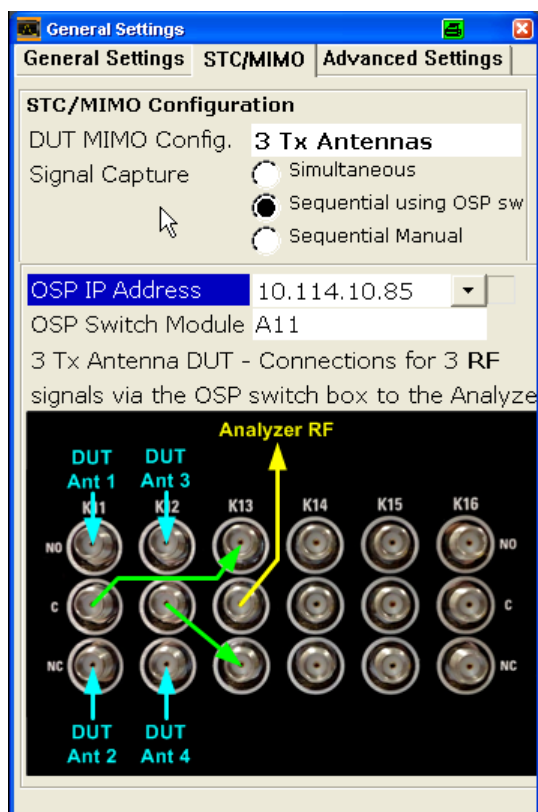 General Settings
General Settings STC/MIMO Advanced Settings
STC/MIMO Configuration
DUT MIMO Config. 3 Tx Antennas
Signal Capture Simultaneous
Sequential using OSP sw
Sequential Manual
OSP IP Address 10.114.10.85
OSP Switch Module A11
3 Tx Antenna DUT - Connections for 3 RF
signals via the OSP switch box to the Analyze
Analyzer RF
DUT DUT
Ant 1 Ant 3
K11 K12 K13 K14 K15 K16
NO NO
C C
NC NC
DUT DUT
Ant 2 Ant 4